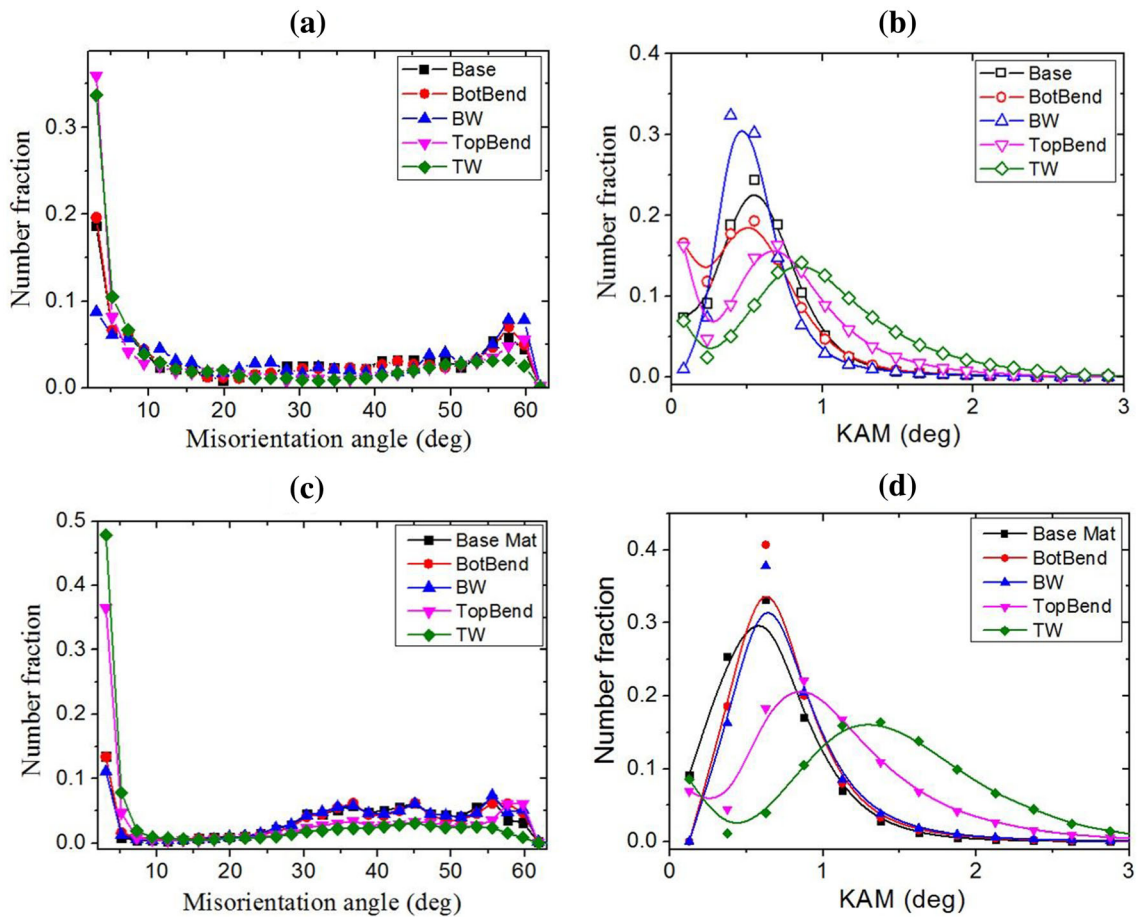 (a)
(b)
Number fraction
0.3
0.2
0.1
0.0
10
20
30
40
50
60
Misorientation angle (deg)
Base
BotBend
BW
TopBend
TW
Number fraction
0.4
0.3
0.2
0.1
0.0
0
1
2
3
KAM (deg)
Base
BotBend
BW
TopBend
TW
(c)
(d)
Number fraction
0.5
0.4
0.3
0.2
0.1
0.0
10
20
30
40
50
60
Misorientation angle (deg)
Base Mat
BotBend
BW
TopBend
TW
Number fraction
0.4
0.3
0.2
0.1
0.0
0
1
2
3
KAM (deg)
Base Mat
BotBend
BW
TopBend
TW